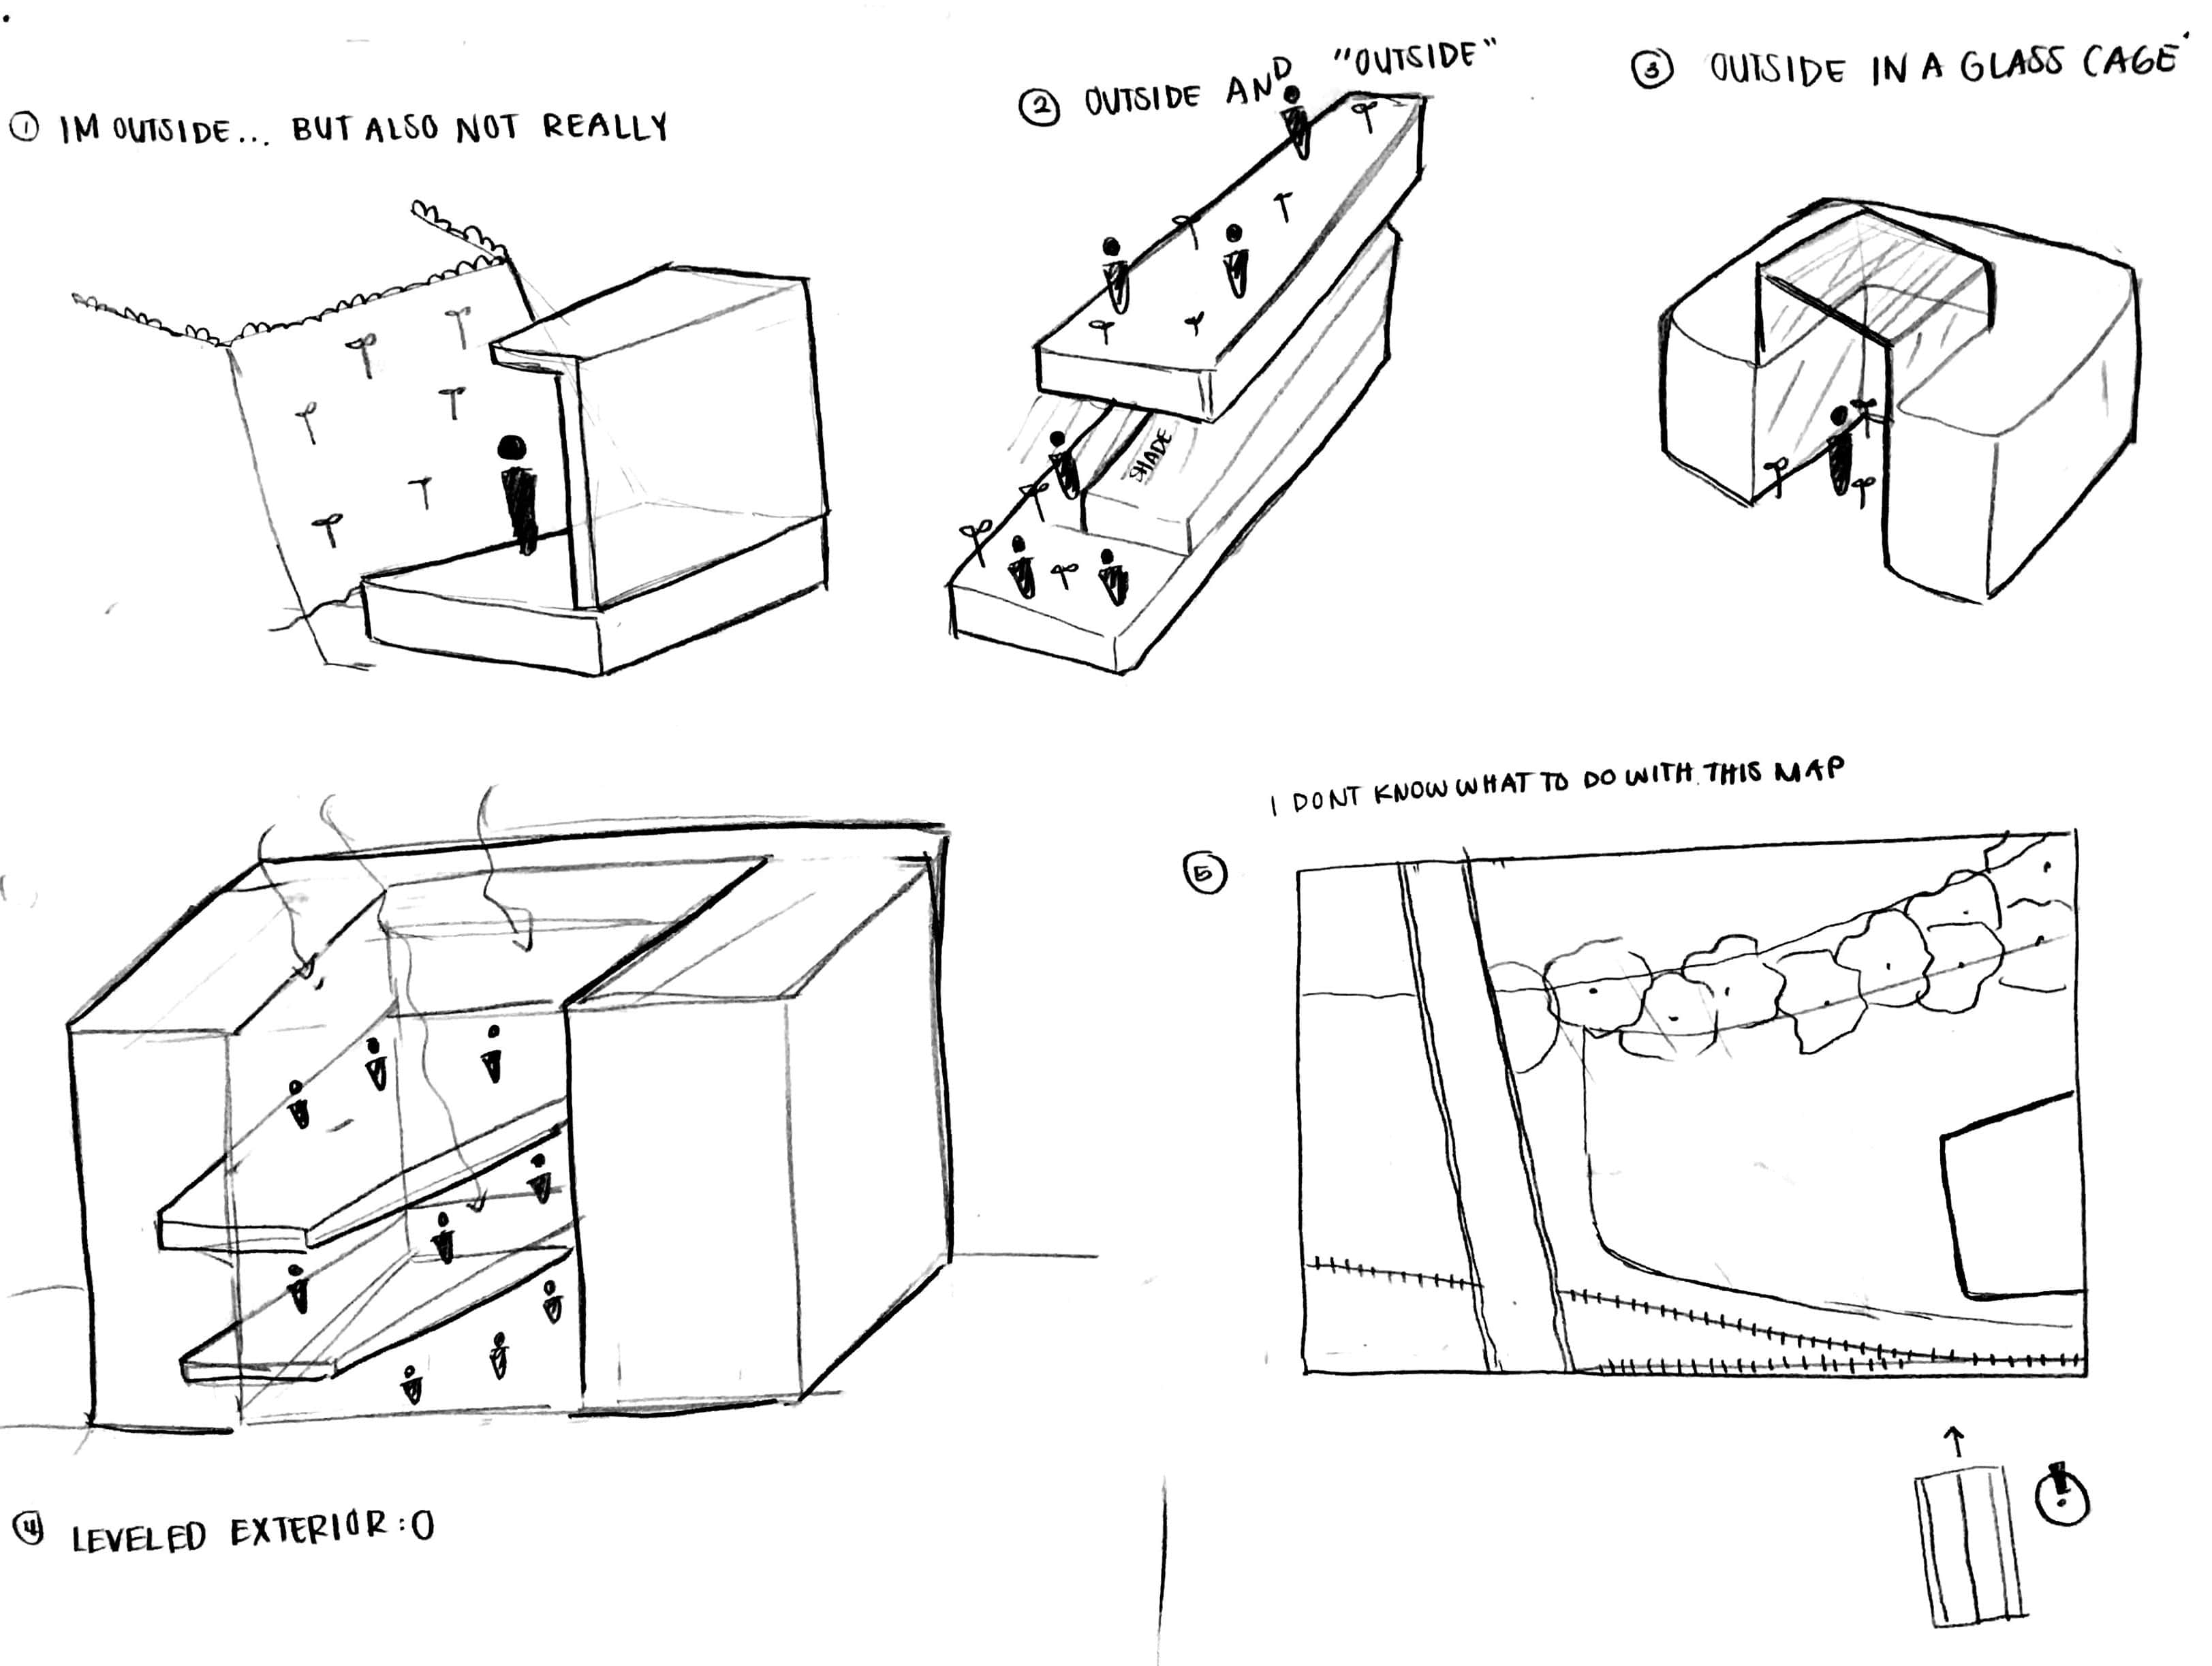 ① IM OUTSIDE... BUT ALSO NOT REALLY
② OUTSIDE AND "OUTSIDE"
③ OUTSIDE IN A GLASS CAGE
SHADE
I DONT KNOW WHAT TO DO WITH THIS MAP
⑤
④ LEVELED EXTERIOR :O